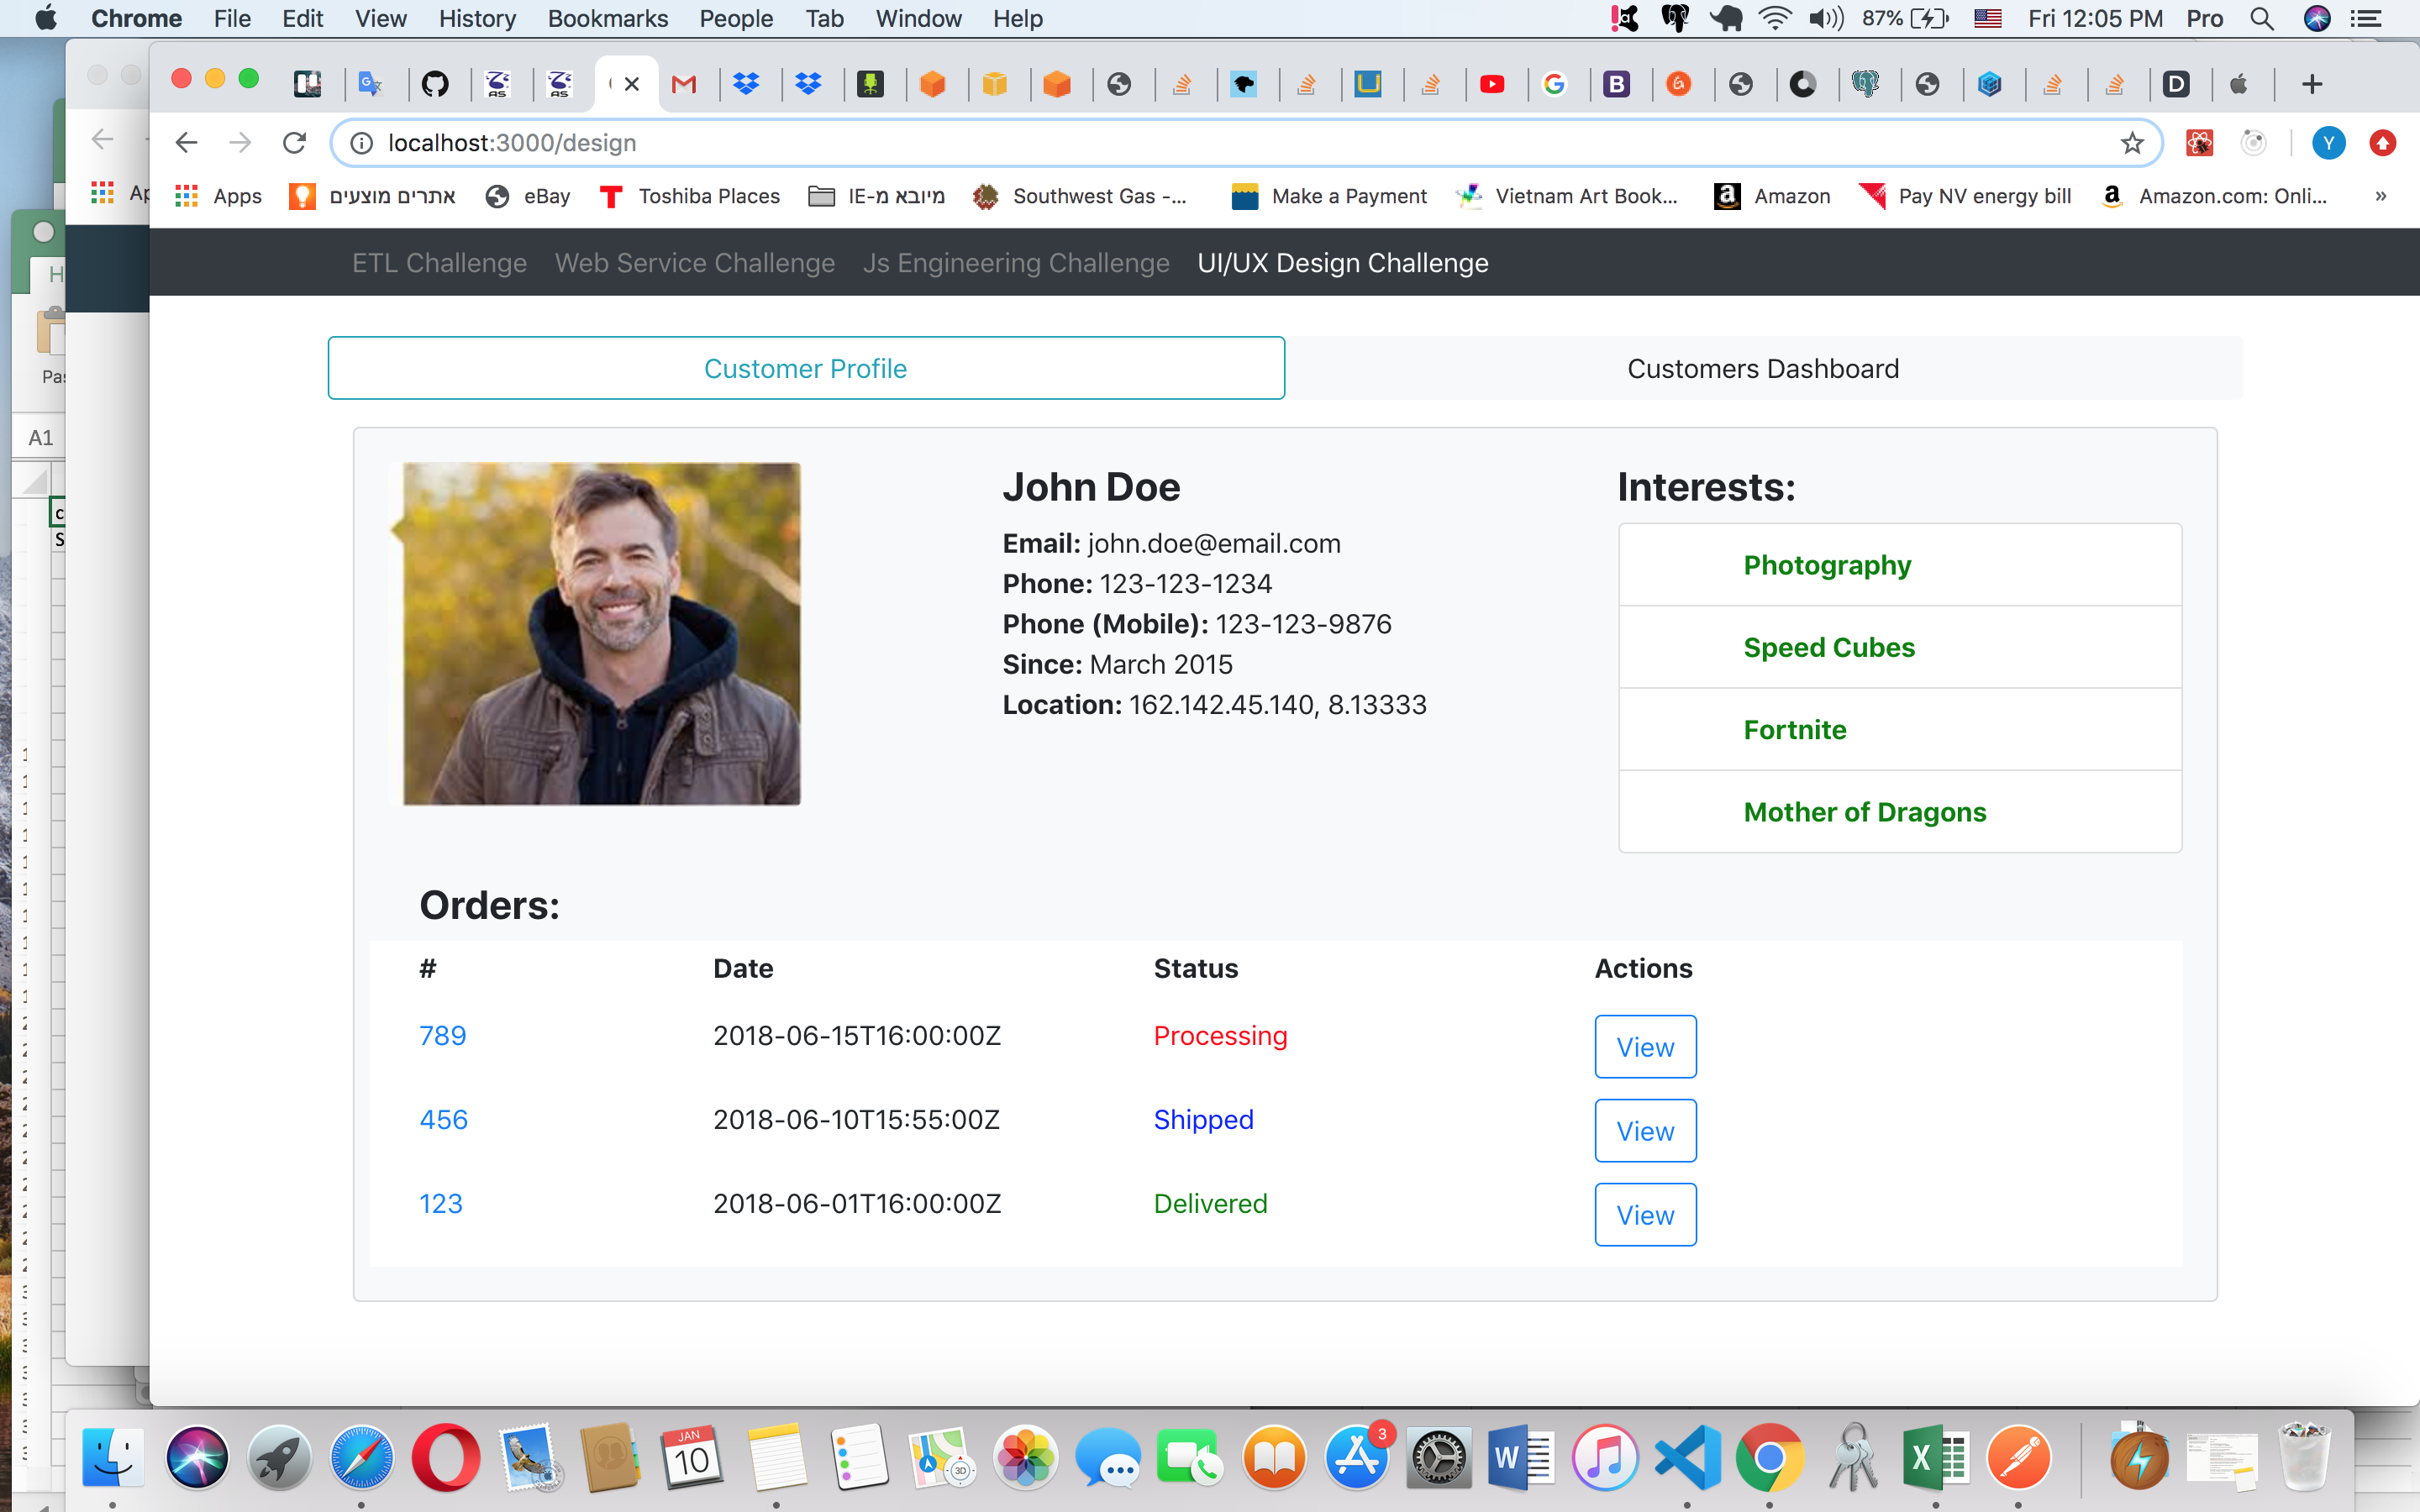 Chrome File Edit View History Bookmarks People Tab Window Help 87% Fri 12:05 PM Pro
localhost:3000/design
Apps אתרים מוצעים eBay Toshiba Places מיובא מ-IE Southwest Gas -... Make a Payment Vietnam Art Book... Amazon Pay NV energy bill Amazon.com: Onli... »
ETL Challenge Web Service Challenge Js Engineering Challenge UI/UX Design Challenge
Customer Profile Customers Dashboard
A1
John Doe
Email: john.doe@email.com
Phone: 123-123-1234
Phone (Mobile): 123-123-9876
Since: March 2015
Location: 162.142.45.140, 8.13333
Interests:
Photography
Speed Cubes
Fortnite
Mother of Dragons
Orders:
# Date Status Actions
789 2018-06-15T16:00:00Z Processing View
456 2018-06-10T15:55:00Z Shipped View
123 2018-06-01T16:00:00Z Delivered View
JAN
10
3D
3